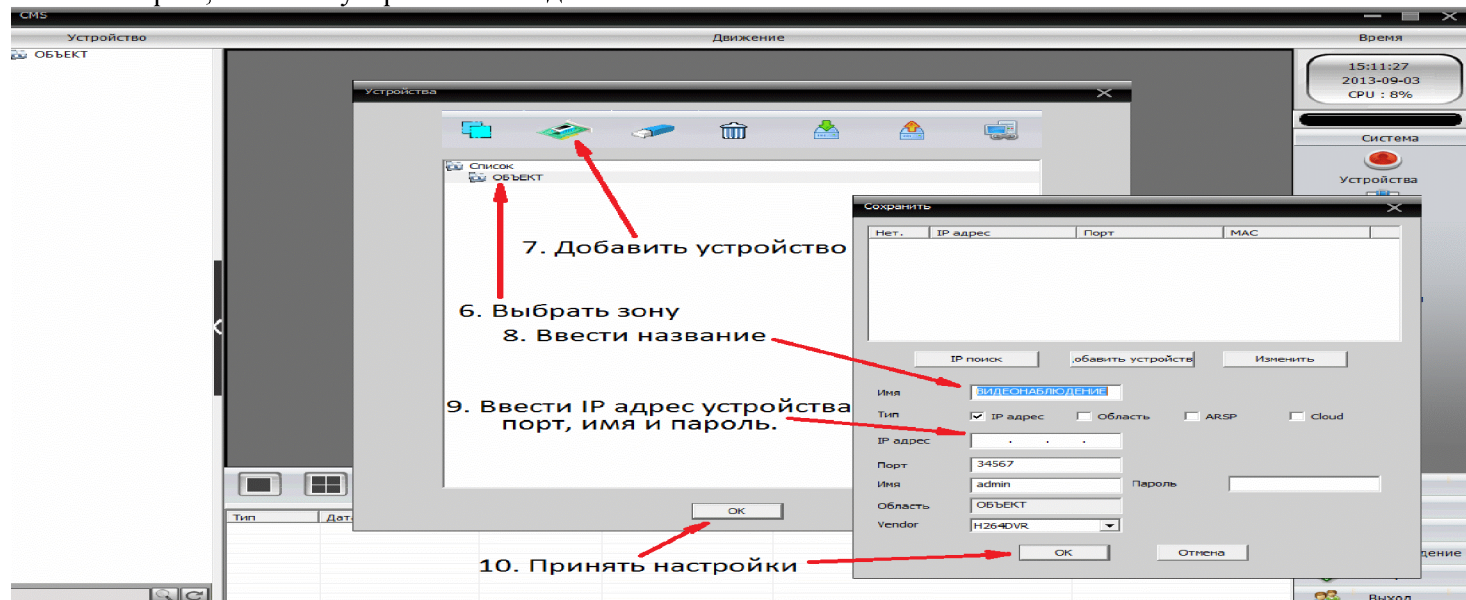 CMS
Устройство
Движение
Время
ОБЪЕКТ
15:11:27
2013-09-03
CPU : 8%
Устройства
Система
Устройства
Список
ОБЪЕКТ
7. Добавить устройство
6. Выбрать зону
8. Ввести название
9. Ввести IP адрес устройства
порт, имя и пароль.
OK
10. Принять настройки
Сохранить
Нет. IP адрес Порт MAC
IP поиск обавить устройств Изменить
Имя ВИДЕОНАБЛЮДЕНИЕ
Тип IP адрес Область ARSP Cloud
IP адрес . . .
Порт 34567
Имя admin Пароль
Область ОБЪЕКТ
Vendor H264DVR
OK Отмена
Тип Дат
дение
Выход